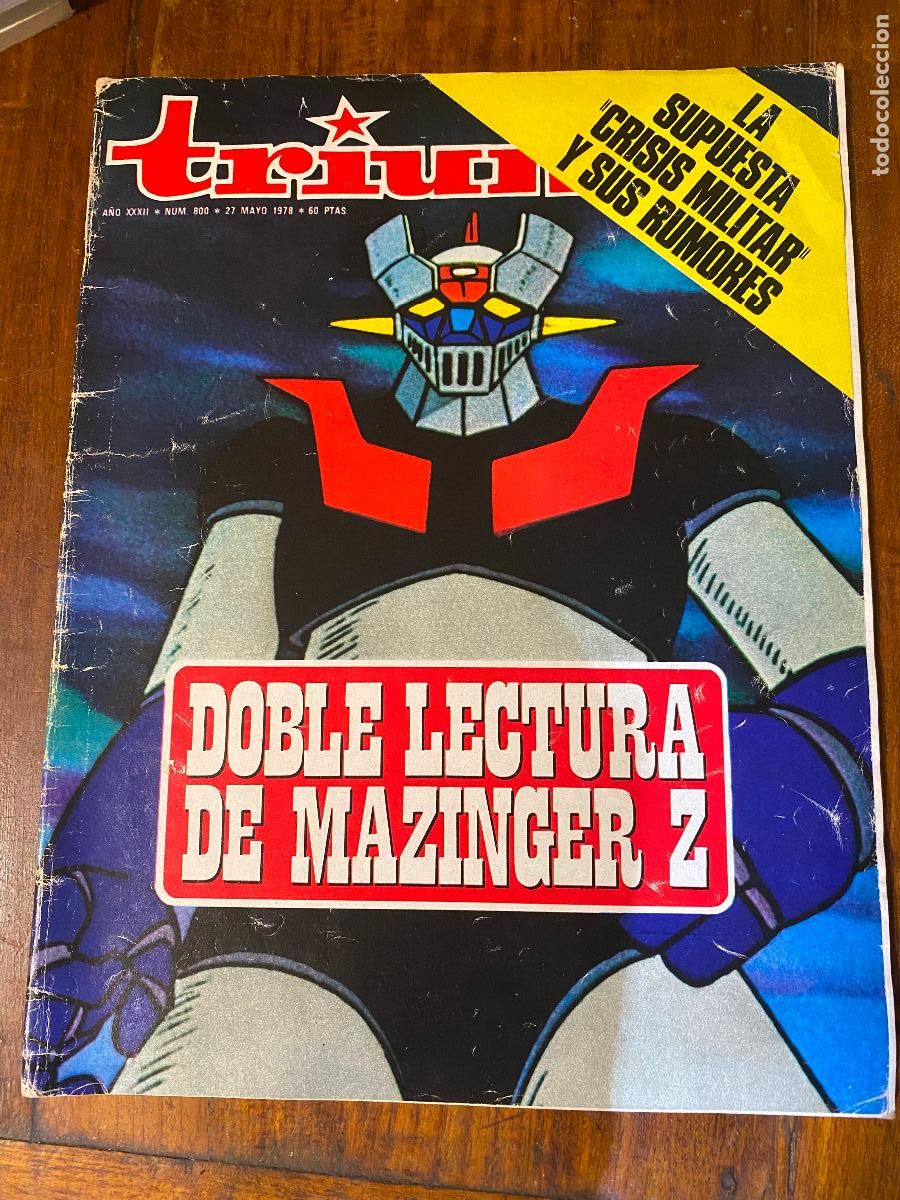 triun
AÑO XXXII * NUM. 800 * 27 MAYO 1978 * 60 PTAS.
LA
SUPUESTA
"CRISIS MILITAR"
Y SUS RUMORES
DOBLE LECTURA
DE MAZINGER Z
todocoleccion